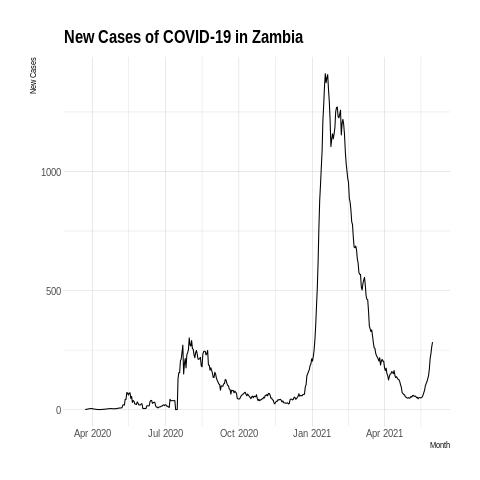 New Cases of COVID-19 in Zambia
New Cases
1000
500
0
Apr 2020 Jul 2020 Oct 2020 Jan 2021 Apr 2021
Month